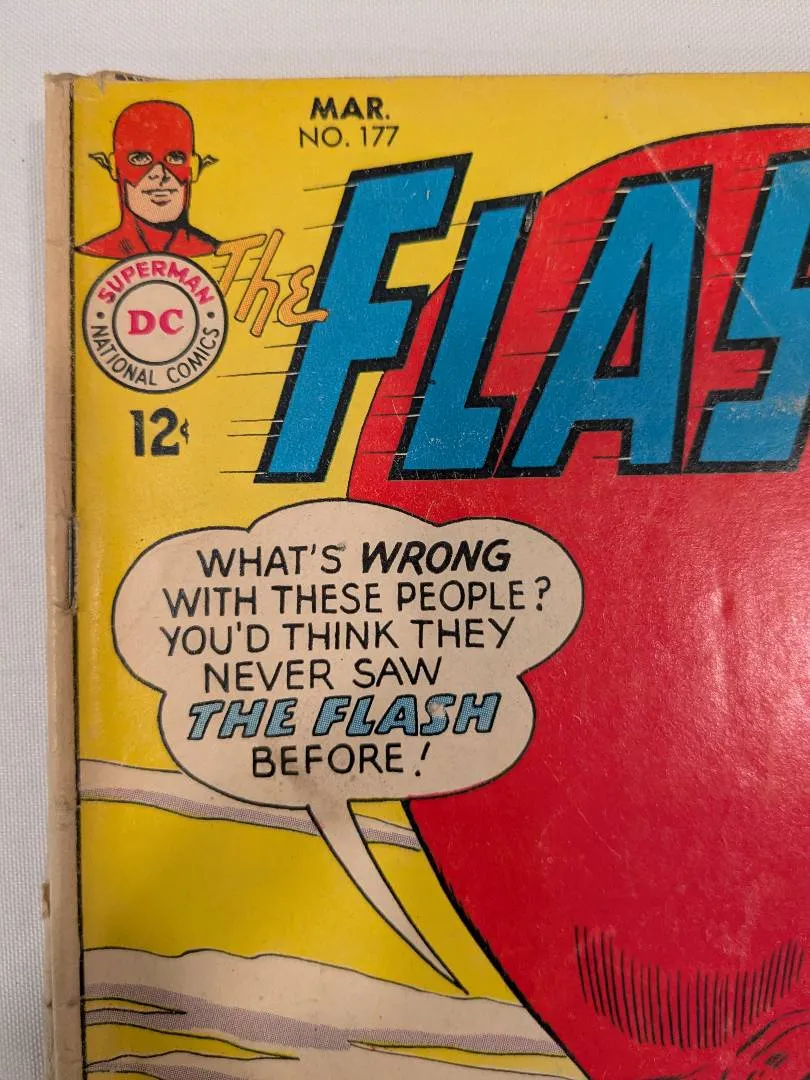 MAR.
NO. 177
The
FLAS
SUPERMAN
DC
NATIONAL COMICS
12¢
WHAT'S WRONG
WITH THESE PEOPLE?
YOU'D THINK THEY
NEVER SAW
THE FLASH
BEFORE!